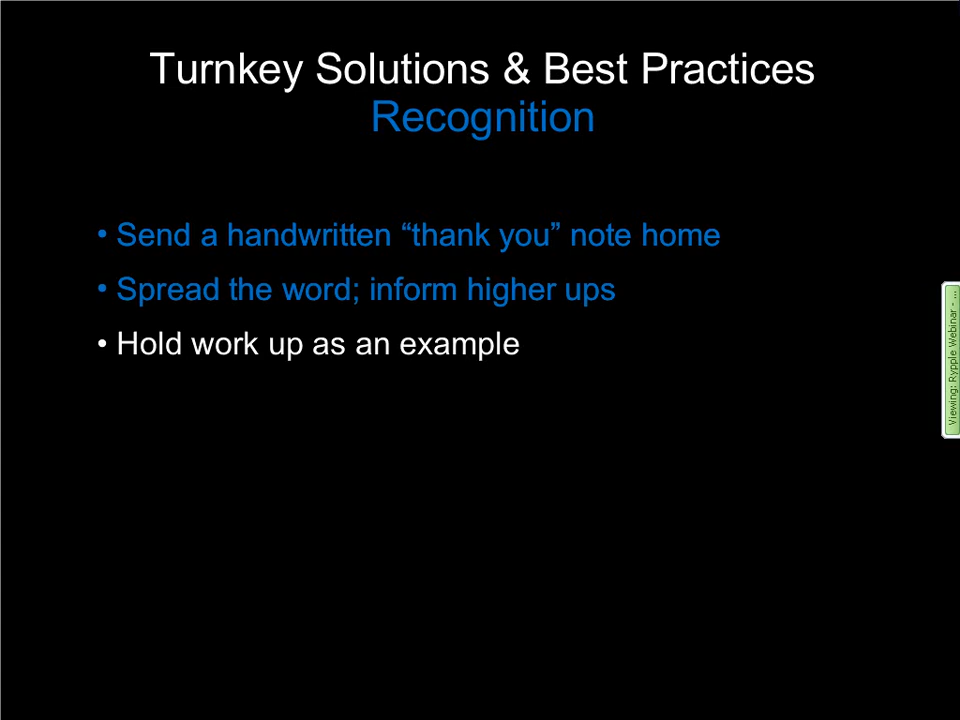 Turnkey Solutions & Best Practices
Recognition
• Send a handwritten “thank you” note home
• Spread the word; inform higher ups
• Hold work up as an example
Viewing: Rypple Webinar - ...